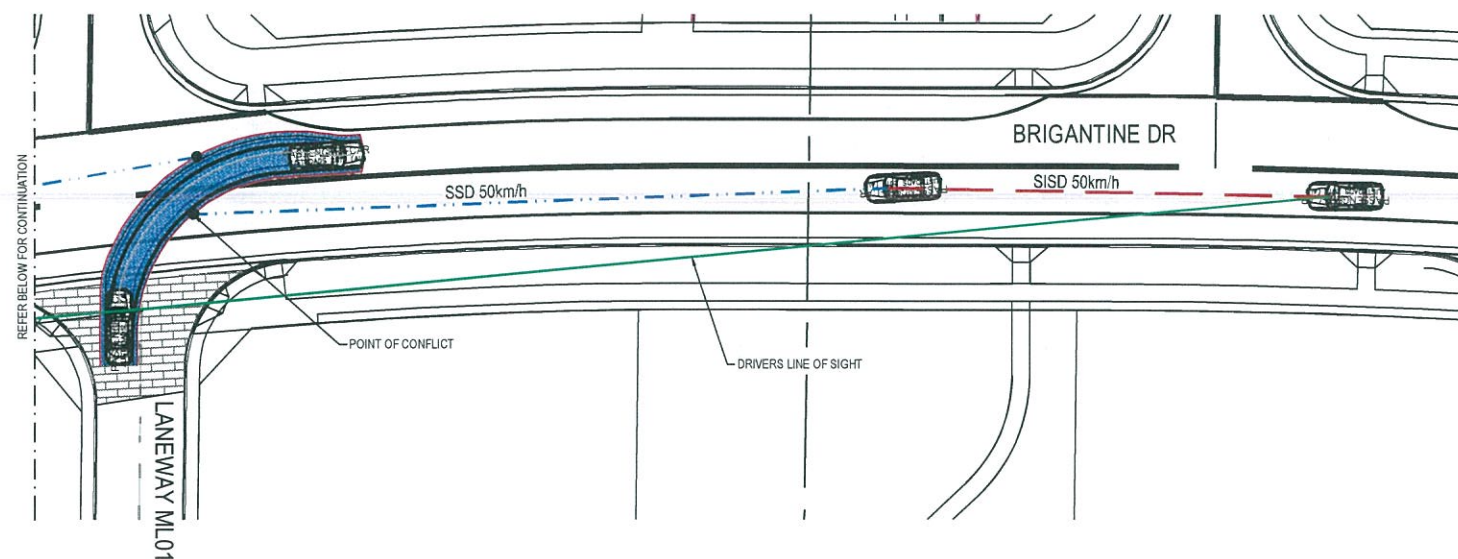 BRIGANTINE DR
SSD 50km/h
SISD 50km/h
REFER BELOW FOR CONTINUATION
POINT OF CONFLICT
DRIVERS LINE OF SIGHT
LANEWAY ML01